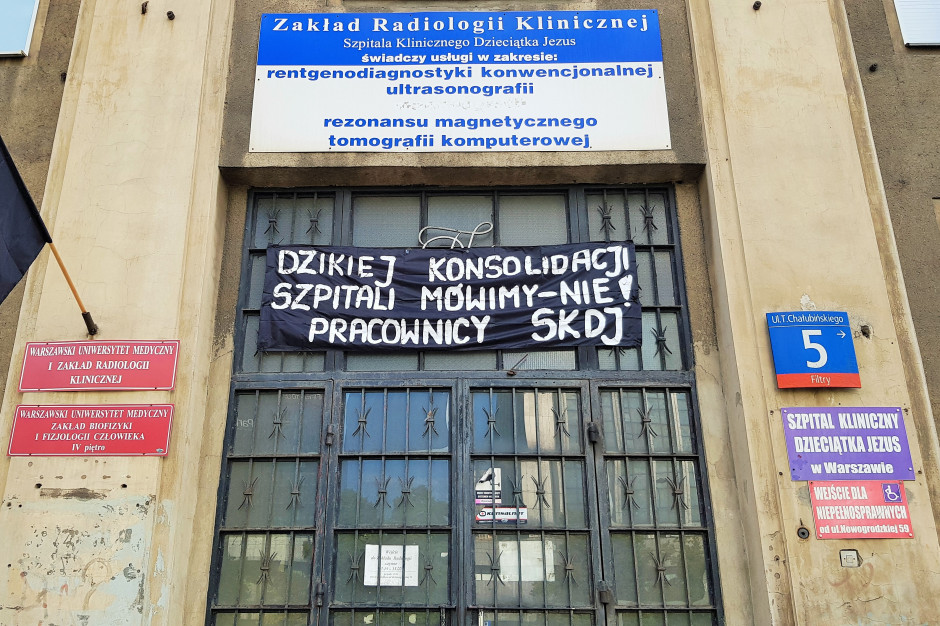 Zakład Radiologii Klinicznej
Szpitala Klinicznego Dzieciątka Jezus
świadczy usługi w zakresie:
rentgenodiagnostyki konwencjonalnej
ultrasonografii
rezonansu magnetycznego
tomografii komputerowej
DZIKIEJ KONSOLIDACJI
SZPITALI MÓWIMY-NIE!
PRACOWNICY SKDJ
WARSZAWSKI UNIWERSYTET MEDYCZNY
I ZAKŁAD RADIOLOGII
KLINICZNEJ
WARSZAWSKI UNIWERSYTET MEDYCZNY
ZAKŁAD BIOFIZYKI
I FIZJOLOGII CZŁOWIEKA
IV piętro
Ul.T.Chałubińskiego
5
Filtry
SZPITAL KLINICZNY
DZIECIĄTKA JEZUS
w Warszawie
WEJŚCIE DLA
NIEPEŁNOSPRAWNYCH
od ul.Nowogrodzkiej 59
4